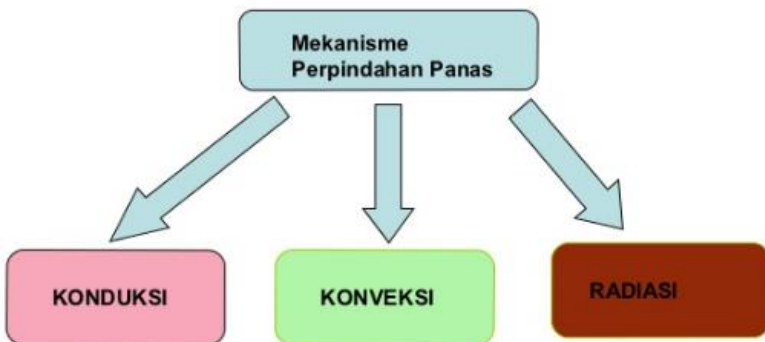 Mekanisme
Perpindahan Panas
KONDUKSI
KONVEKSI
RADIASI